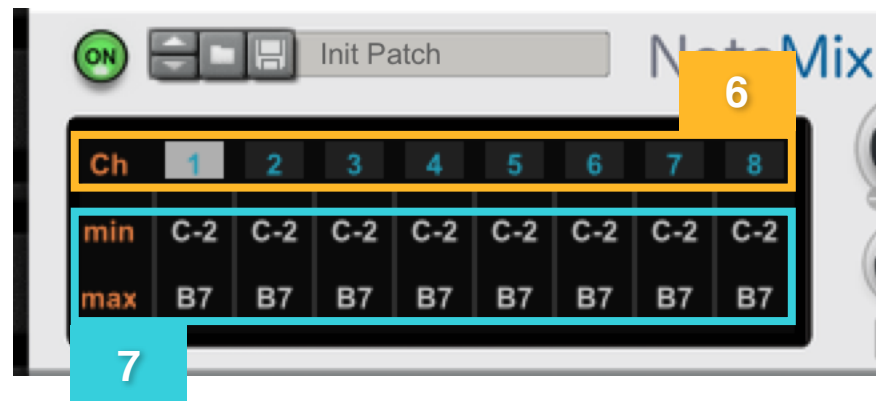 ON Init Patch
6
Ch 1 2 3 4 5 6 7 8
min C-2 C-2 C-2 C-2 C-2 C-2 C-2 C-2
max B7 B7 B7 B7 B7 B7 B7 B7
7